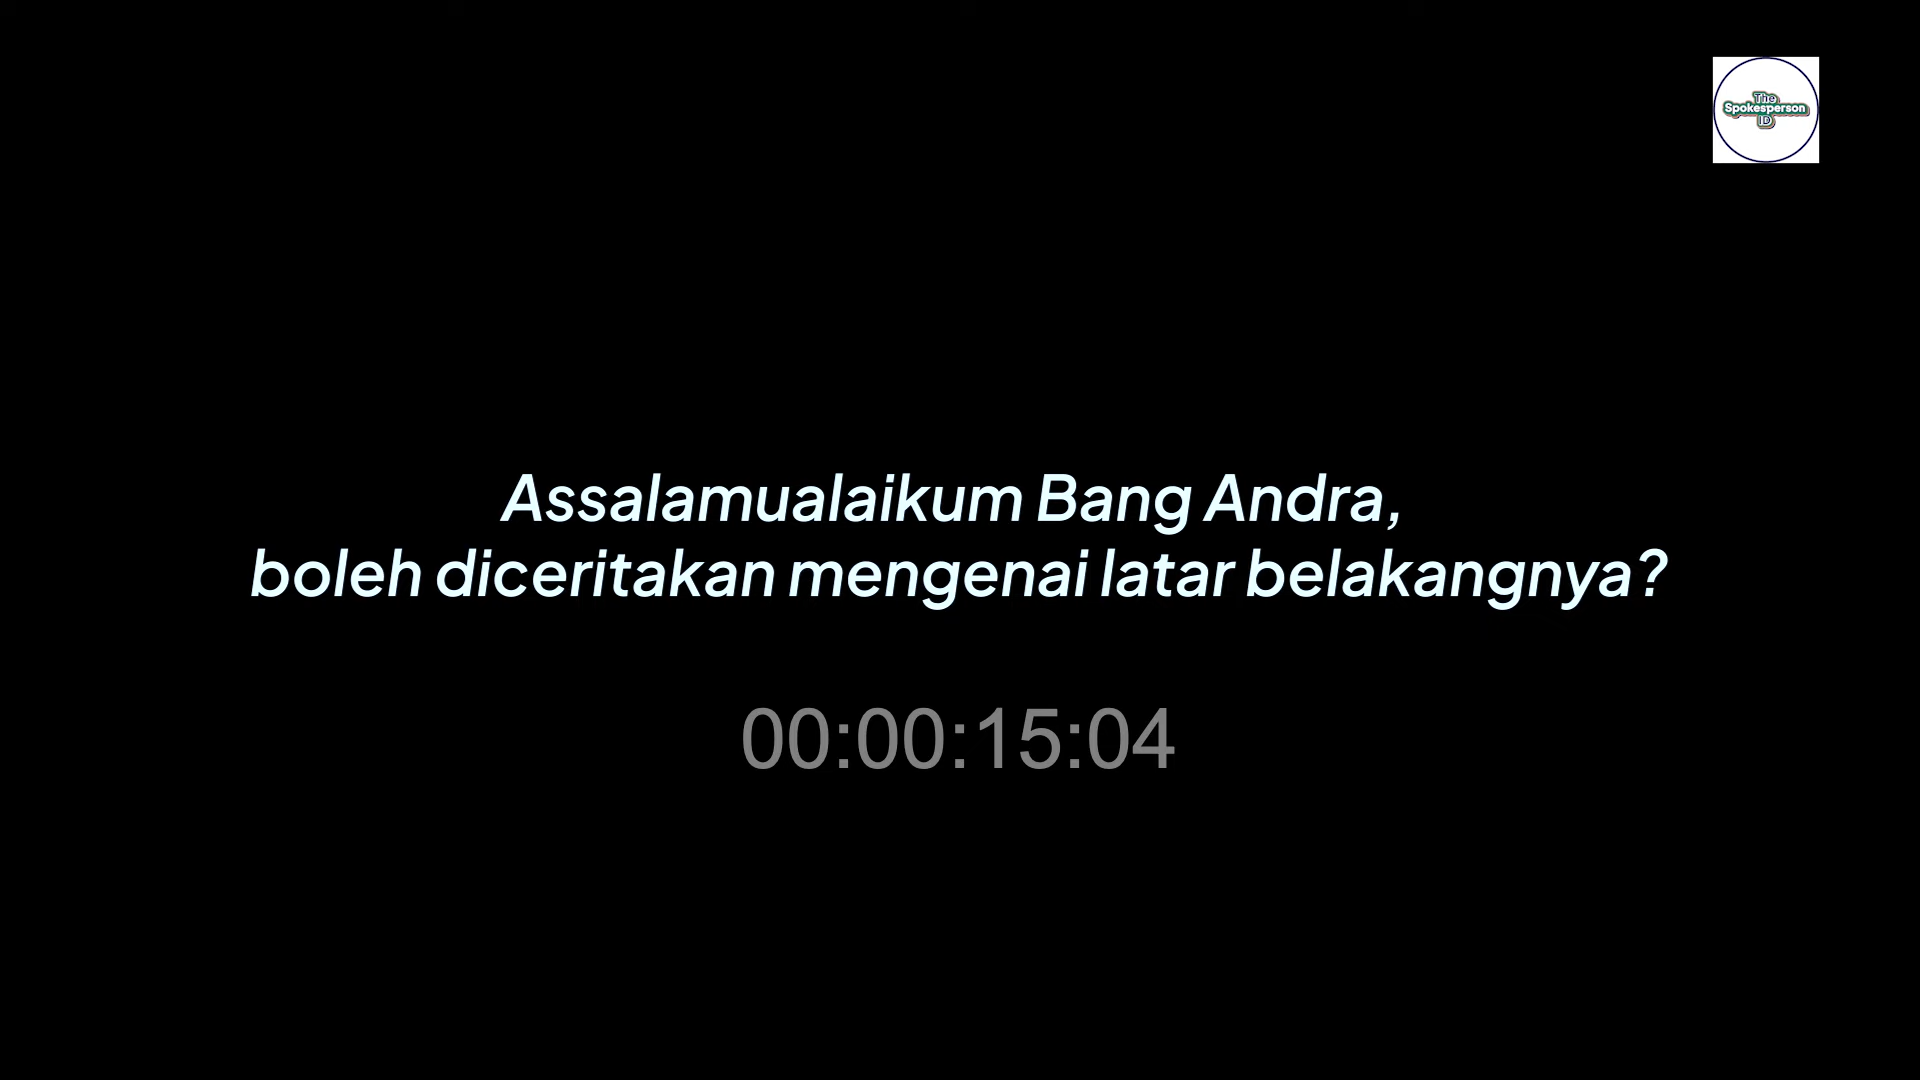 The
Spokesperson
ID
Assalamualaikum Bang Andra,
boleh diceritakan mengenai latar belakangnya?
00:00:15:04